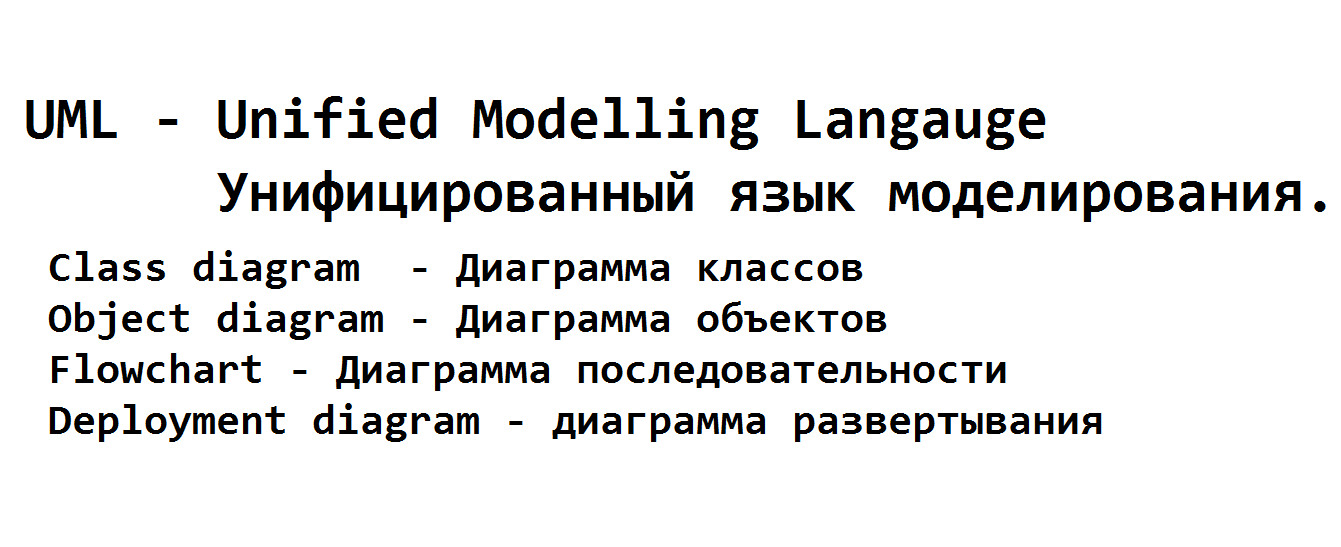 UML - Unified Modelling Langauge
Унифицированный язык моделирования.
Class diagram - Диаграмма классов
Object diagram - Диаграмма объектов
Flowchart - Диаграмма последовательности
Deployment diagram - диаграмма развертывания